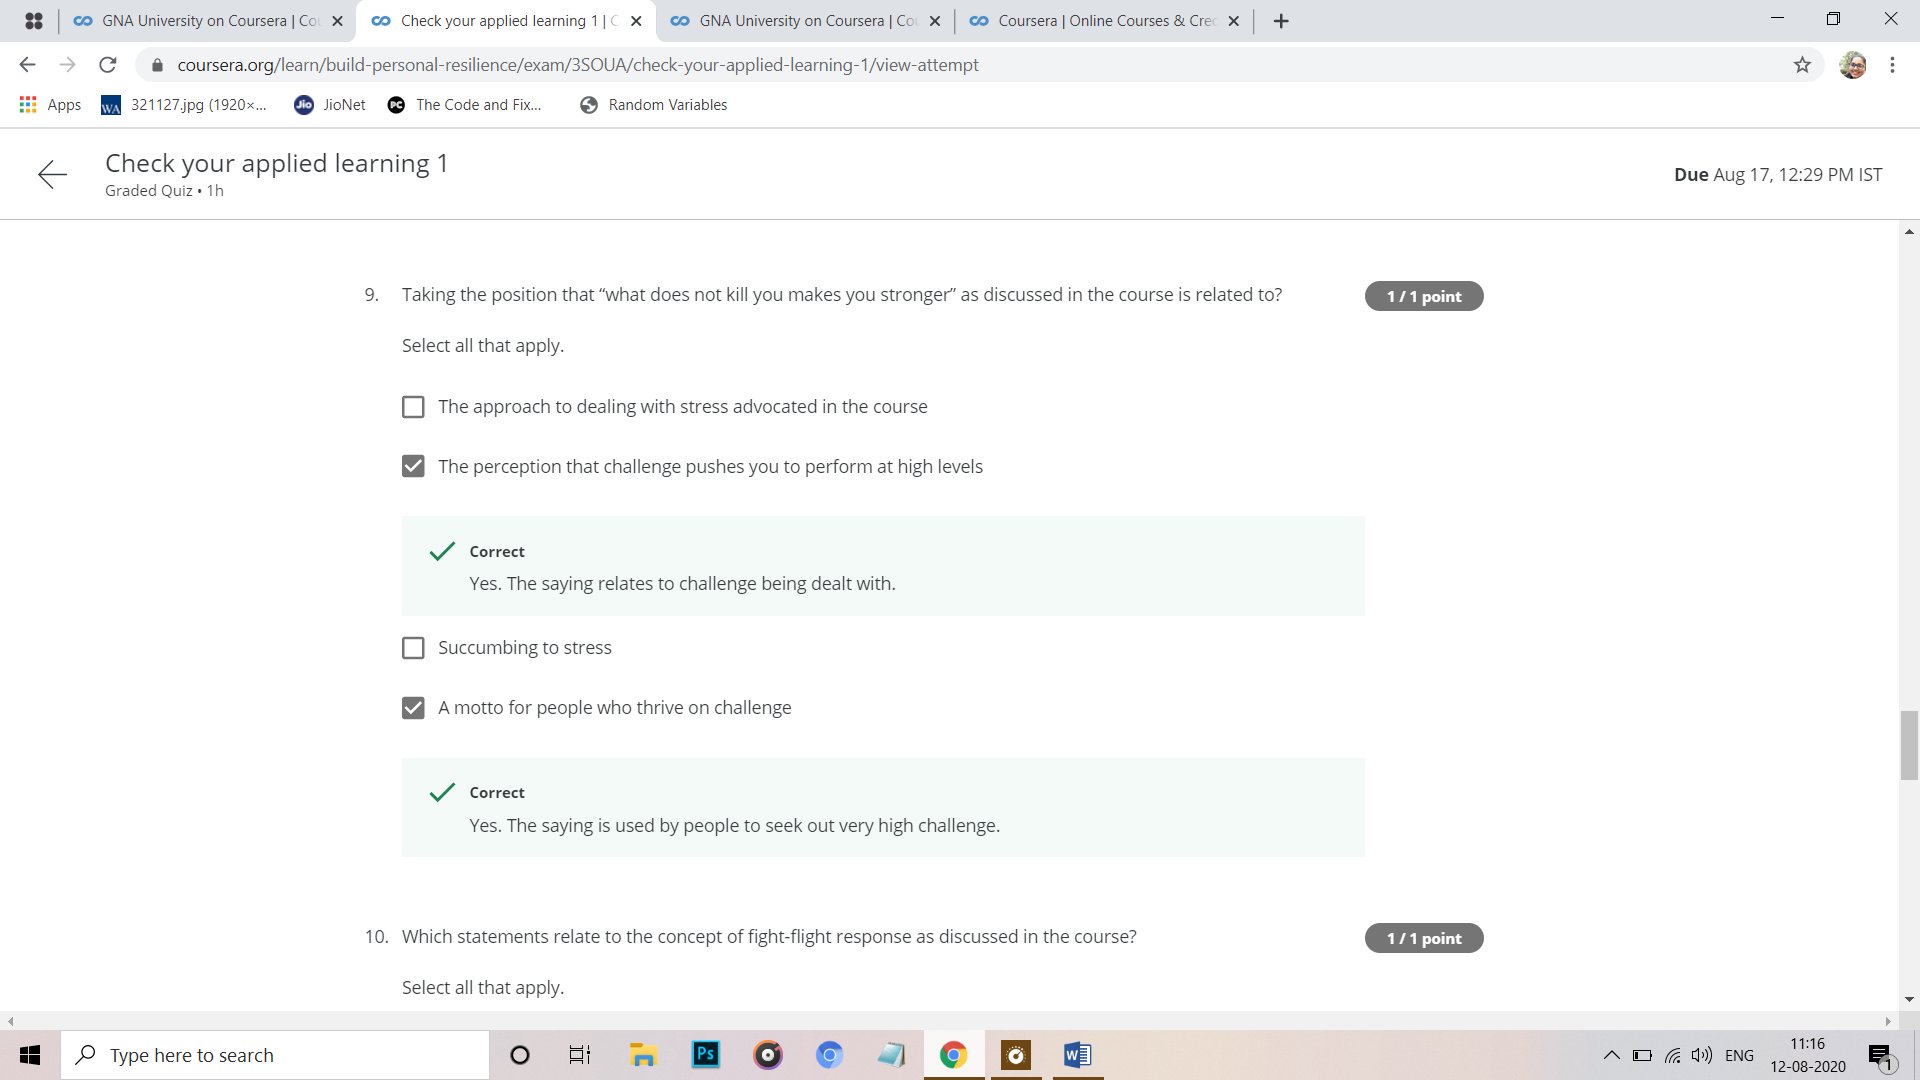 GNA University on Coursera | Cou
Check your applied learning 1 | C
GNA University on Coursera | Cou
Coursera | Online Courses & Cred
coursera.org/learn/build-personal-resilience/exam/3SOUA/check-your-applied-learning-1/view-attempt
Apps
WA
321127.jpg (1920×...
Jio
JioNet
PC
The Code and Fix...
Random Variables
Check your applied learning 1
Graded Quiz • 1h
Due Aug 17, 12:29 PM IST
9. Taking the position that “what does not kill you makes you stronger” as discussed in the course is related to?
1 / 1 point
Select all that apply.
The approach to dealing with stress advocated in the course
The perception that challenge pushes you to perform at high levels
Correct
Yes. The saying relates to challenge being dealt with.
Succumbing to stress
A motto for people who thrive on challenge
Correct
Yes. The saying is used by people to seek out very high challenge.
10. Which statements relate to the concept of fight-flight response as discussed in the course?
1 / 1 point
Select all that apply.
Type here to search
Ps
W
ENG
11:16
12-08-2020
1